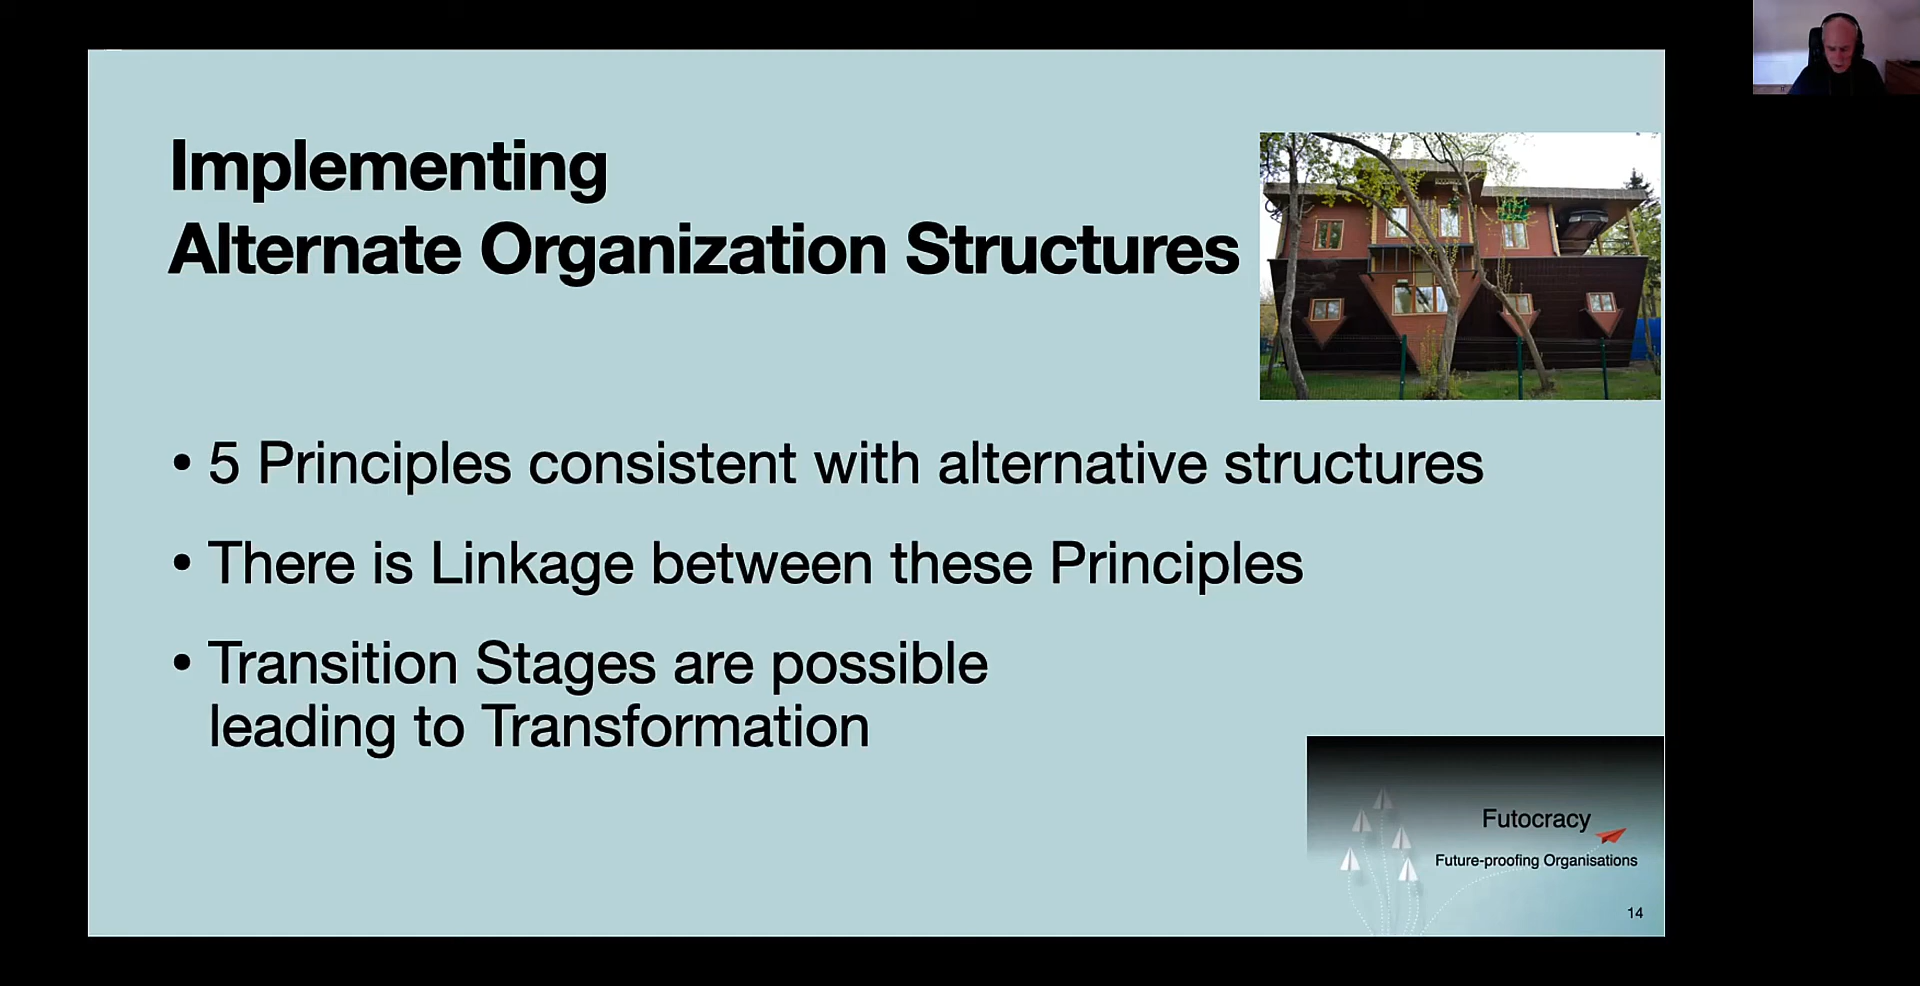 Implementing
Alternate Organization Structures
• 5 Principles consistent with alternative structures
• There is Linkage between these Principles
• Transition Stages are possible
leading to Transformation
Futocracy
Future-proofing Organisations
14